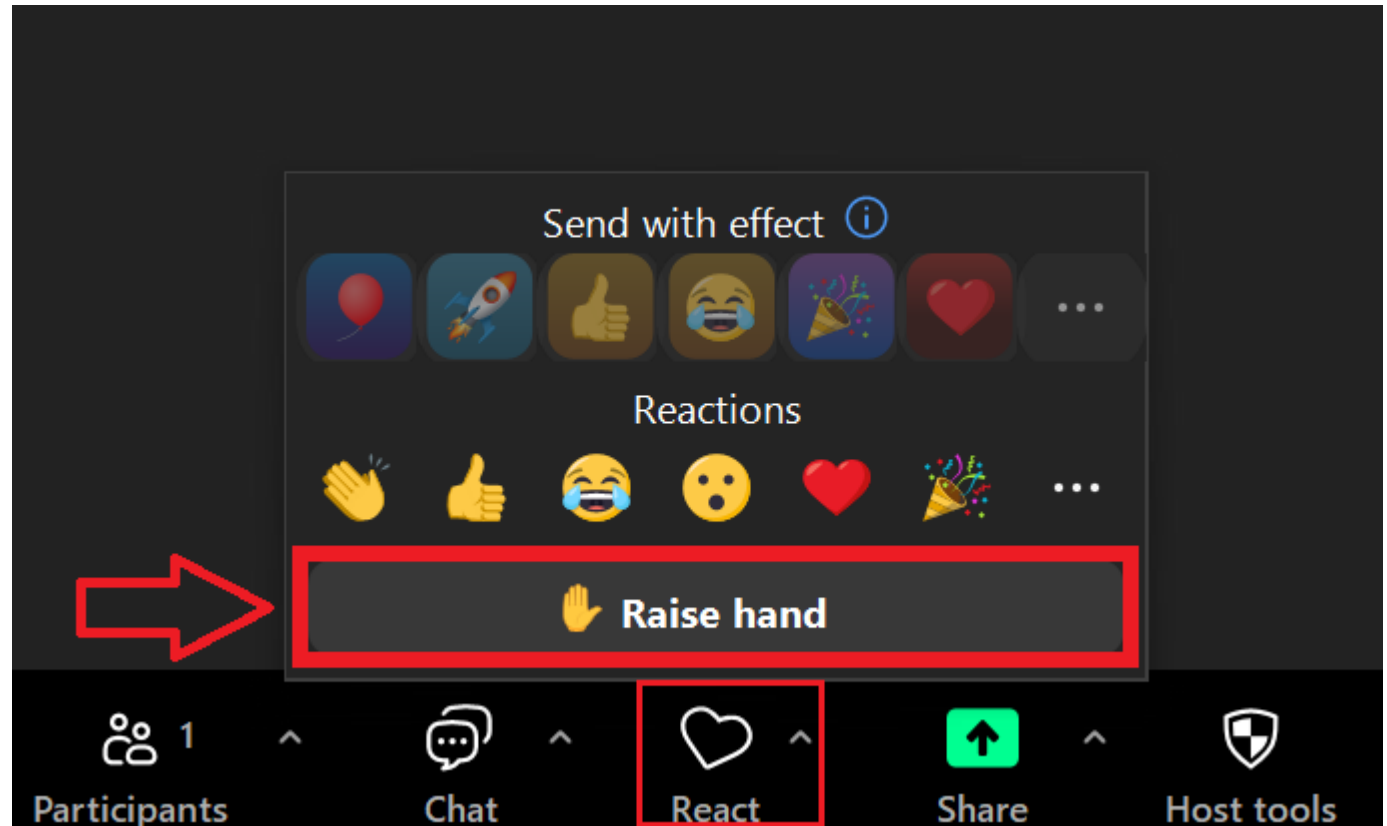 Send with effect
Reactions
Raise hand
1
Participants
Chat
React
Share
Host tools